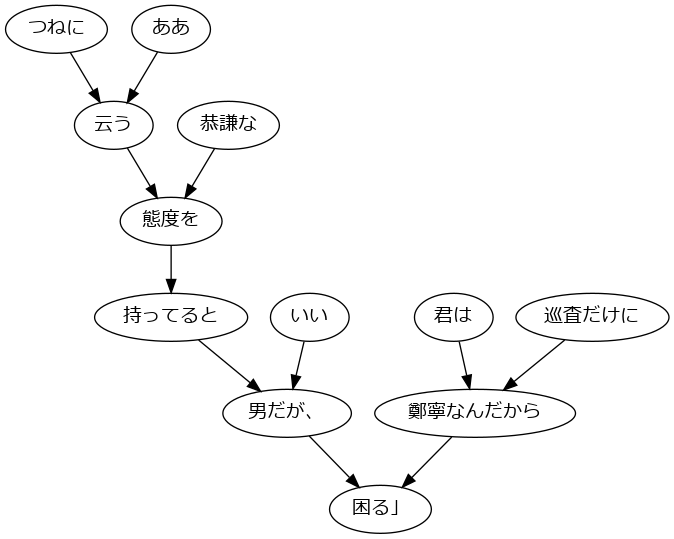 つねに
ああ
云う
恭謙な
態度を
持ってると
いい
君は
巡査だけに
男だが、
鄭寧なんだから
困る」